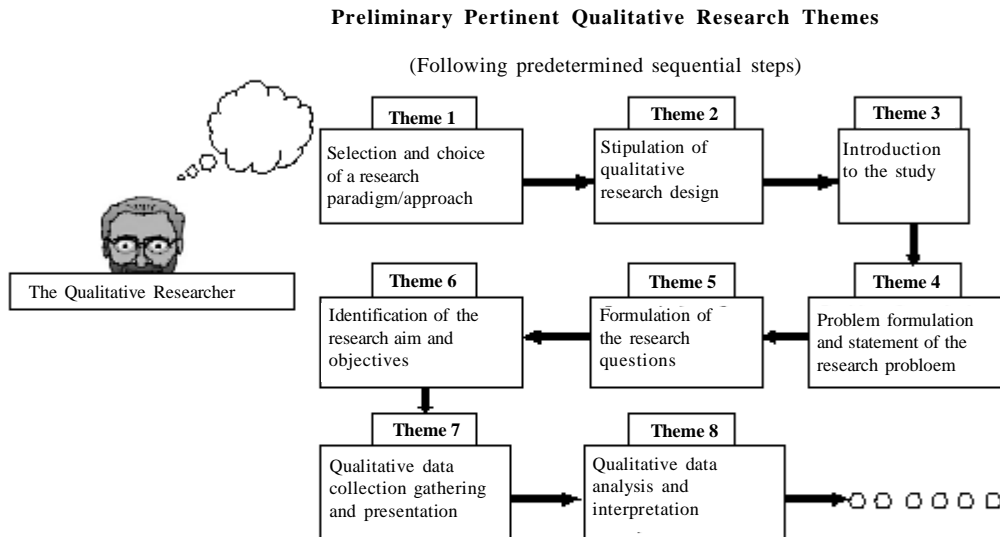 Preliminary Pertinent Qualitative Research Themes
(Following predetermined sequential steps)
Theme 1
Selection and choice
of a research
paradigm/approach
Theme 2
Stipulation of
qualitative
research design
Theme 3
Introduction
to the study
The Qualitative Researcher
Theme 4
Problem formulation
and statement of the
research probloem
Theme 5
Formulation of
the research
questions
Theme 6
Identification of the
research aim and
objectives
Theme 7
Qualitative data
collection gathering
and presentation
Theme 8
Qualitative data
analysis and
interpretation